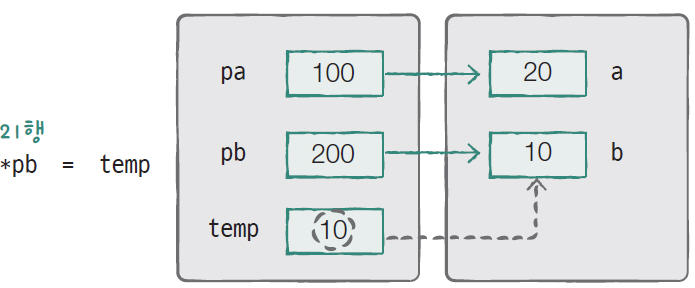 21행
*pb = temp
pa 100 20 a
pb 200 10 b
temp 10